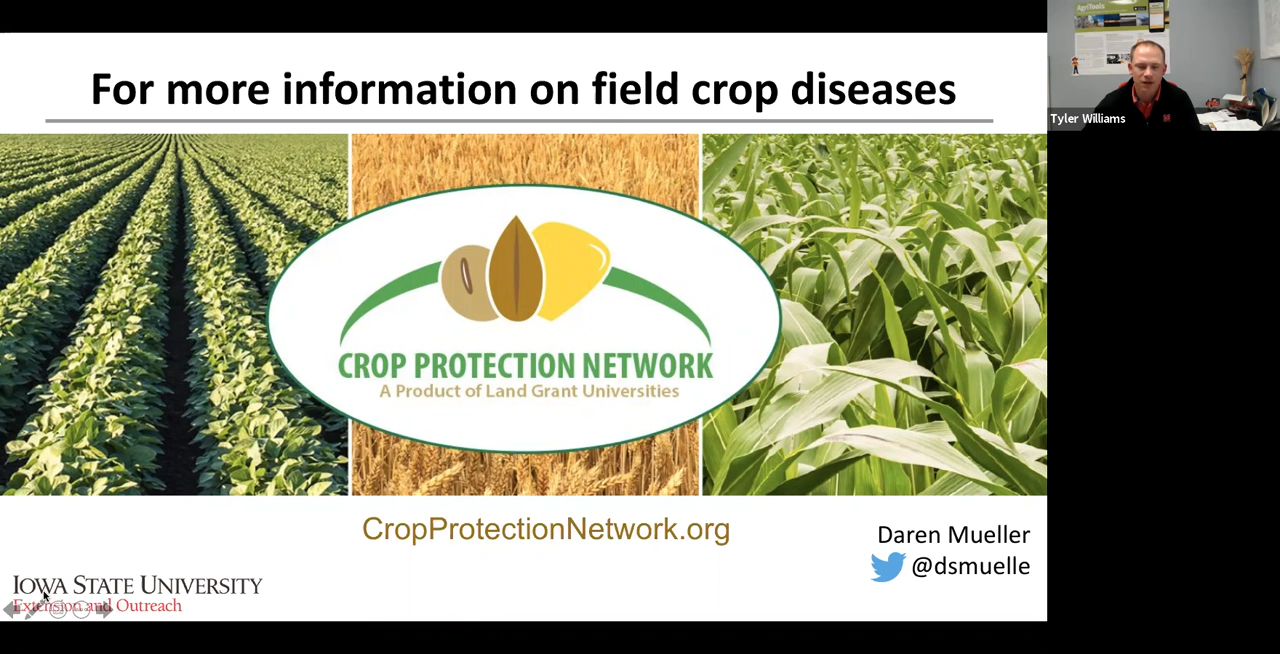 For more information on field crop diseases
AgriTools
Tyler Williams
CROP PROTECTION NETWORK
A Product of Land Grant Universities
CropProtectionNetwork.org
Daren Mueller
@dsmuelle
IOWA STATE UNIVERSITY
Extension and Outreach